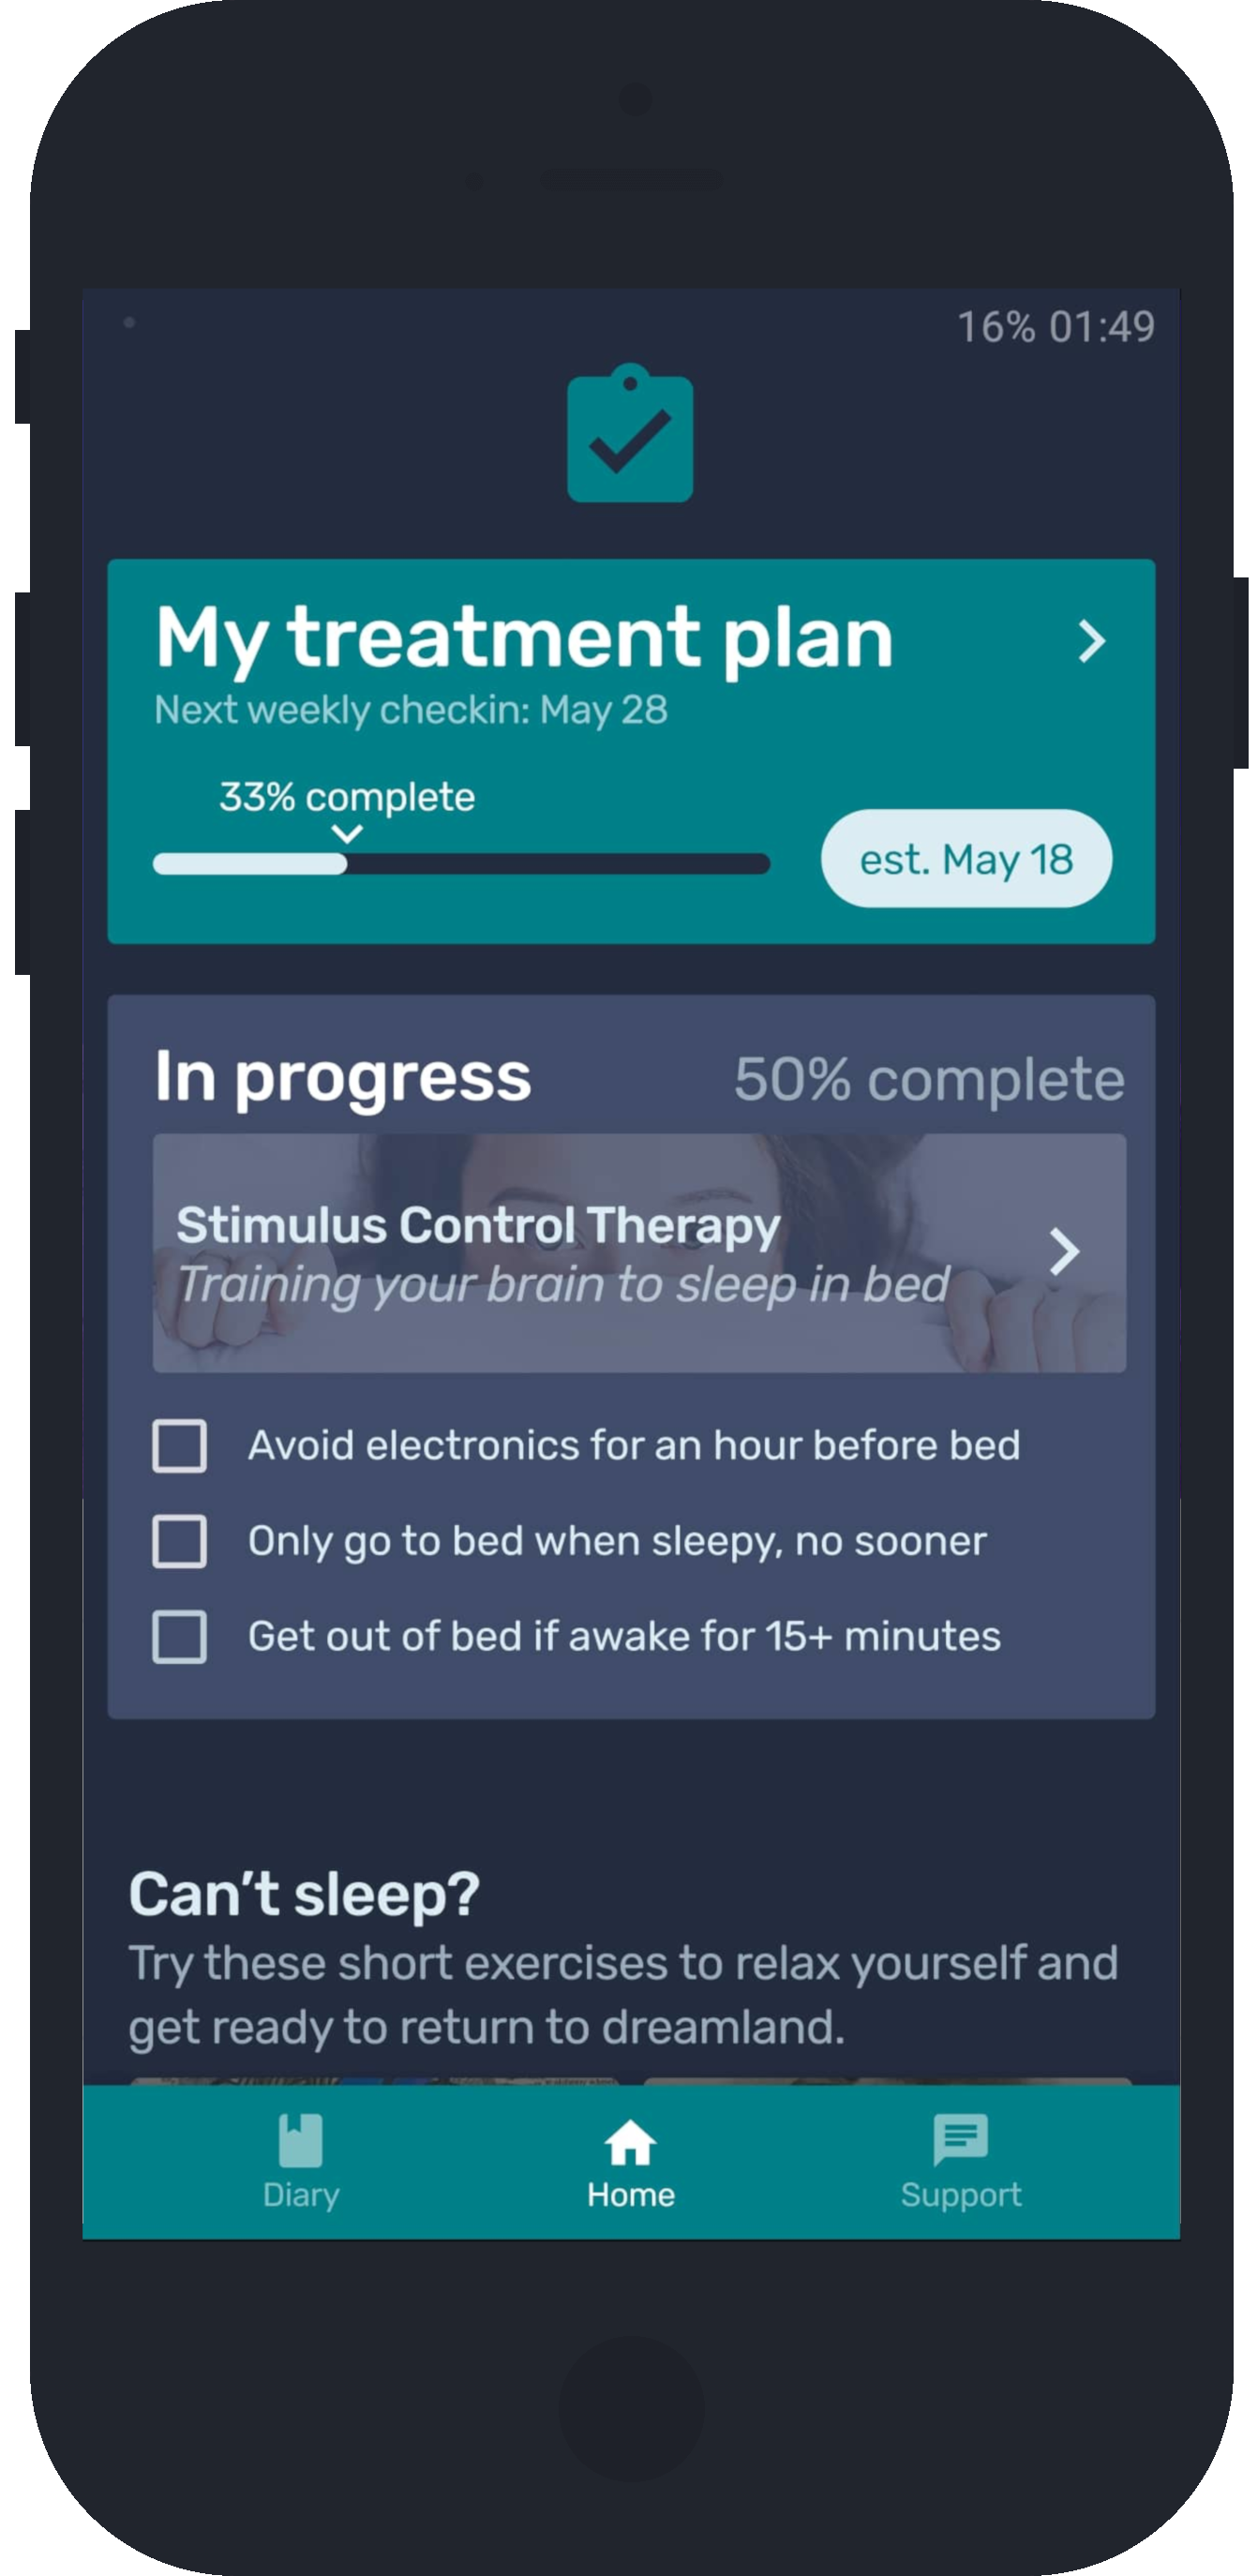 16% 01:49
My treatment plan
Next weekly checkin: May 28
33% complete
est. May 18
In progress
50% complete
Stimulus Control Therapy
Training your brain to sleep in bed
Avoid electronics for an hour before bed
Only go to bed when sleepy, no sooner
Get out of bed if awake for 15+ minutes
Can’t sleep?
Try these short exercises to relax yourself and
get ready to return to dreamland.
Diary
Home
Support